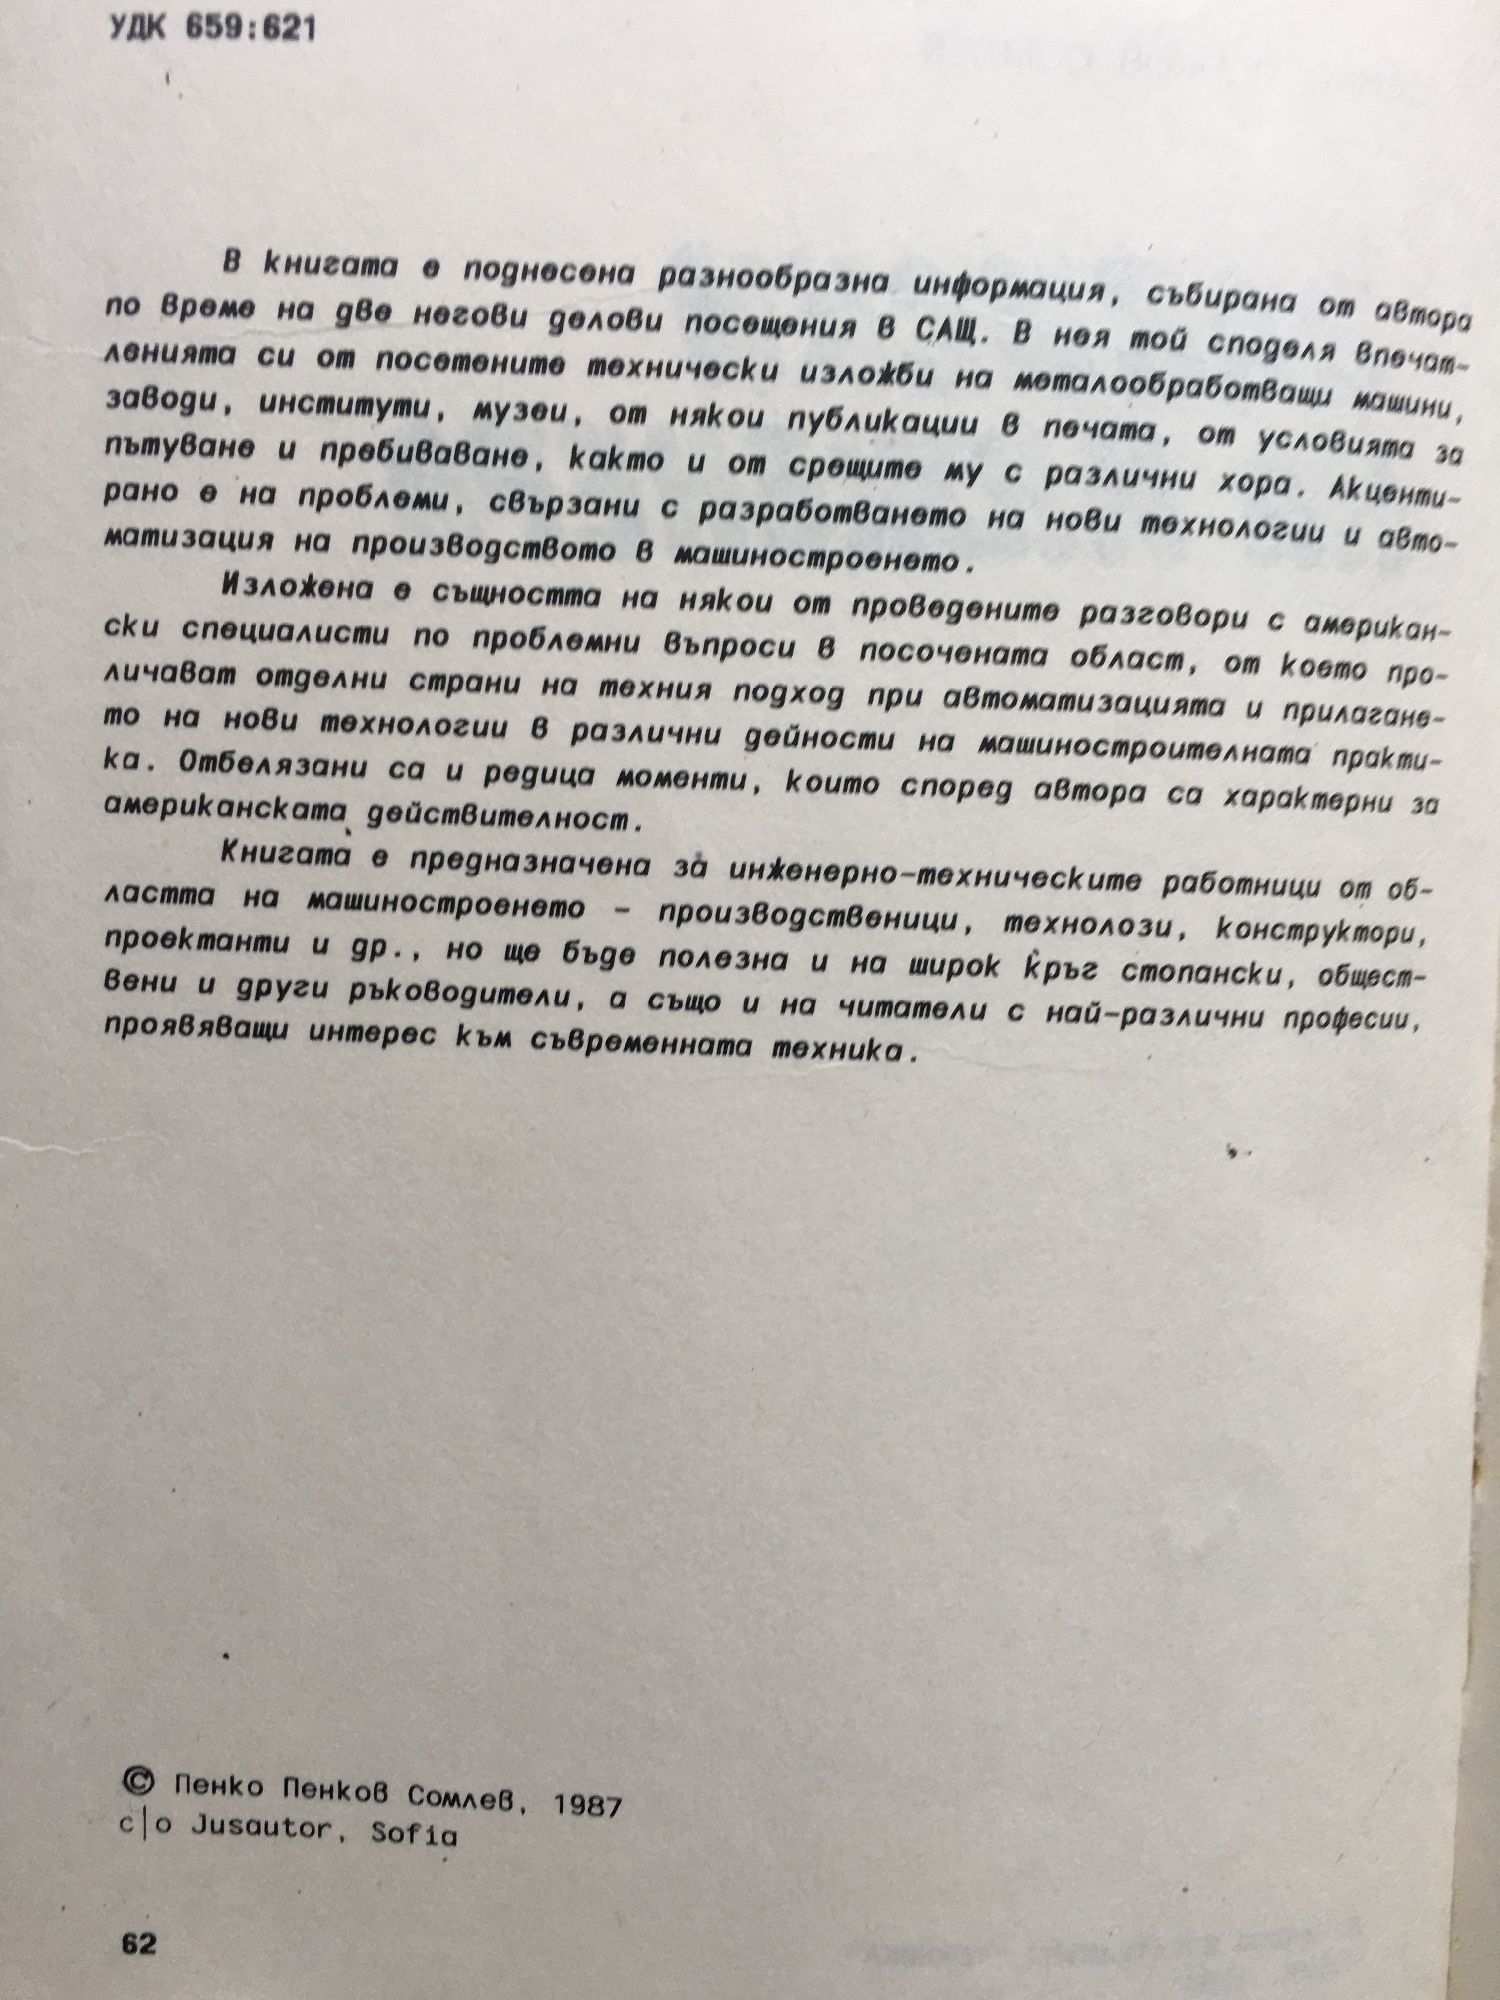 УДК 659:621
В книгата е поднесена разнообразна информация, събирана от автора
по време на две негови делови посещения в САЩ. В нея той споделя впечат-
ленията си от посетените технически изложби на металообработващи машини,
заводи, институти, музеи, от някои публикации в печата, от условията за
пътуване и пребиваване, както и от срещите му с различни хора. Акценти-
рано е на проблеми, свързани с разработването на нови технологии и авто-
матизация на производството в машиностроенето.
Изложена е същността на някои от проведените разговори с американ-
ски специалисти по проблемни въпроси в посочената област, от което про-
личават отделни страни на техния подход при автоматизацията и прилагане-
то на нови технологии в различни дейности на машиностроителната практи-
ка. Отбелязани са и редица моменти, които според автора са характерни за
американската действителност.
Книгата е предназначена за инженерно-техническите работници от об-
ластта на машиностроенето - производственици, технолози, конструктори,
проектанти и др., но ще бъде полезна и на широк кръг стопански, общест-
вени и други ръководители, а също и на читатели с най-различни професии,
проявяващи интерес към съвременната техника.
© Пенко Пенков Сомлев, 1987
c|o Jusautor, Sofia
62